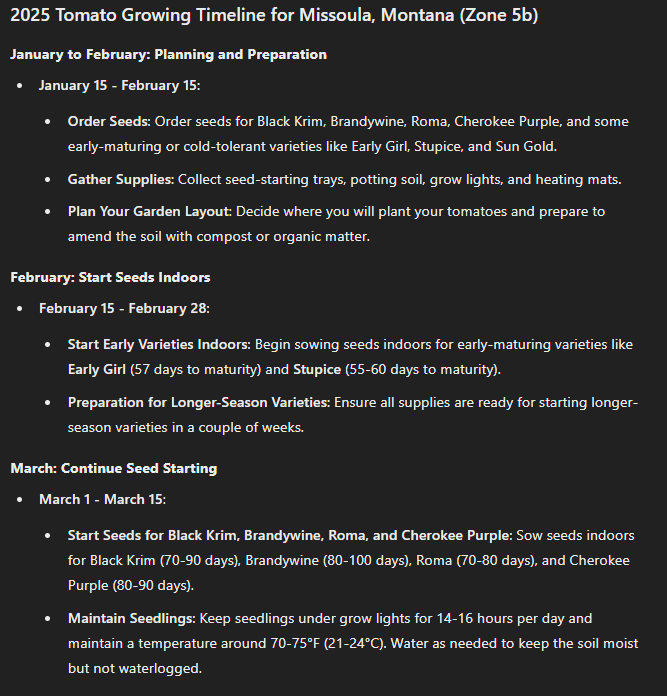 2025 Tomato Growing Timeline for Missoula, Montana (Zone 5b)
January to February: Planning and Preparation
• January 15 - February 15:
• Order Seeds: Order seeds for Black Krim, Brandywine, Roma, Cherokee Purple, and some
early-maturing or cold-tolerant varieties like Early Girl, Stupice, and Sun Gold.
• Gather Supplies: Collect seed-starting trays, potting soil, grow lights, and heating mats.
• Plan Your Garden Layout: Decide where you will plant your tomatoes and prepare to
amend the soil with compost or organic matter.
February: Start Seeds Indoors
• February 15 - February 28:
• Start Early Varieties Indoors: Begin sowing seeds indoors for early-maturing varieties like
Early Girl (57 days to maturity) and Stupice (55-60 days to maturity).
• Preparation for Longer-Season Varieties: Ensure all supplies are ready for starting longer-
season varieties in a couple of weeks.
March: Continue Seed Starting
• March 1 - March 15:
• Start Seeds for Black Krim, Brandywine, Roma, and Cherokee Purple: Sow seeds indoors
for Black Krim (70-90 days), Brandywine (80-100 days), Roma (70-80 days), and Cherokee
Purple (80-90 days).
• Maintain Seedlings: Keep seedlings under grow lights for 14-16 hours per day and
maintain a temperature around 70-75°F (21-24°C). Water as needed to keep the soil moist
but not waterlogged.